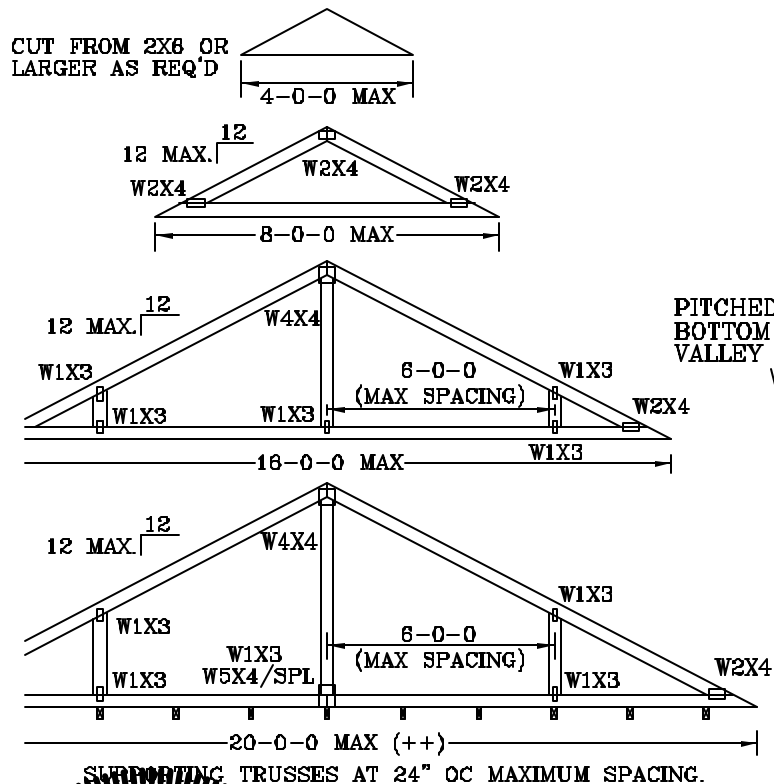 CUT FROM 2X6 OR
LARGER AS REQ'D
4-0-0 MAX
12
12 MAX.
W2X4
W2X4
W2X4
8-0-0 MAX
12
12 MAX.
W4X4
PITCHED
BOTTOM
VALLEY
W1X3
6-0-0
(MAX SPACING)
W1X3
W1X3
W1X3
W2X4
W1X3
16-0-0 MAX
12
12 MAX.
W4X4
W1X3
W1X3
6-0-0
(MAX SPACING)
W1X3
W5X4/SPL
W1X3
W1X3
W2X4
20-0-0 MAX (++)
SUPPORTING TRUSSES AT 24" OC MAXIMUM SPACING.